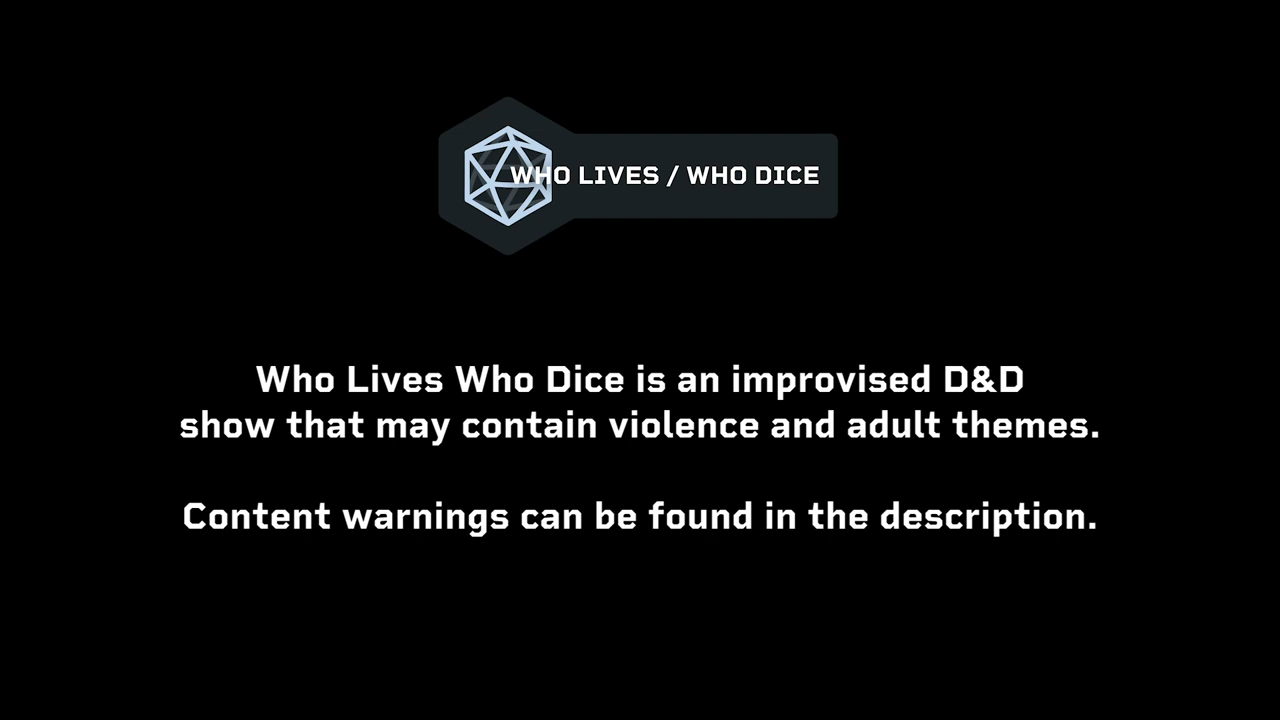 WHO LIVES / WHO DICE
Who Lives Who Dice is an improvised D&D
show that may contain violence and adult themes.
Content warnings can be found in the description.